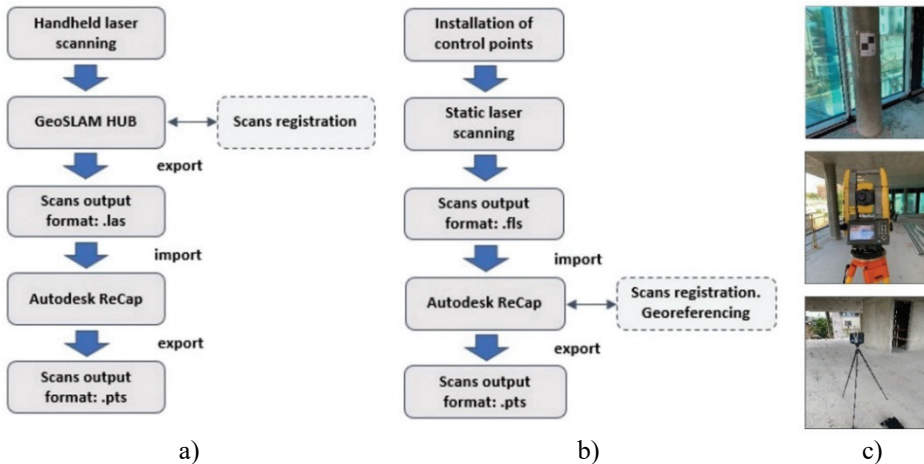 Handheld laser
scanning
GeoSLAM HUB
Scans registration
export
Scans output
format: .las
import
Autodesk ReCap
export
Scans output
format: .pts
a)
Installation of
control points
Static laser
scanning
Scans output
format: .fls
import
Autodesk ReCap
Scans registration.
Georeferencing
export
Scans output
format: .pts
b)
c)